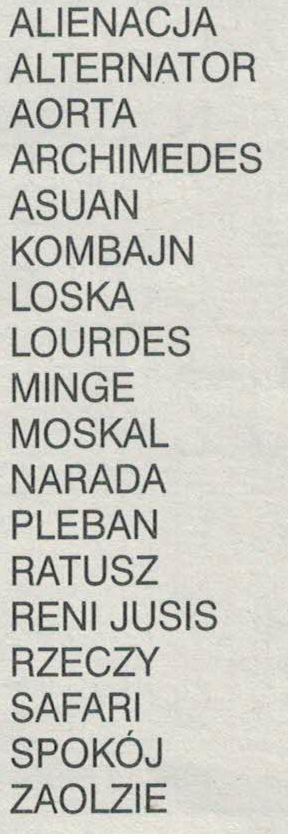 ALIENACJA
ALTERNATOR
AORTA
ARCHIMEDES
ASUAN
KOMBAJN
LOSKA
LOURDES
MINGE
MOSKAL
NARADA
PLEBAN
RATUSZ
RENI JUSIS
RZECZY
SAFARI
SPOKÓJ
ZAOLZIE